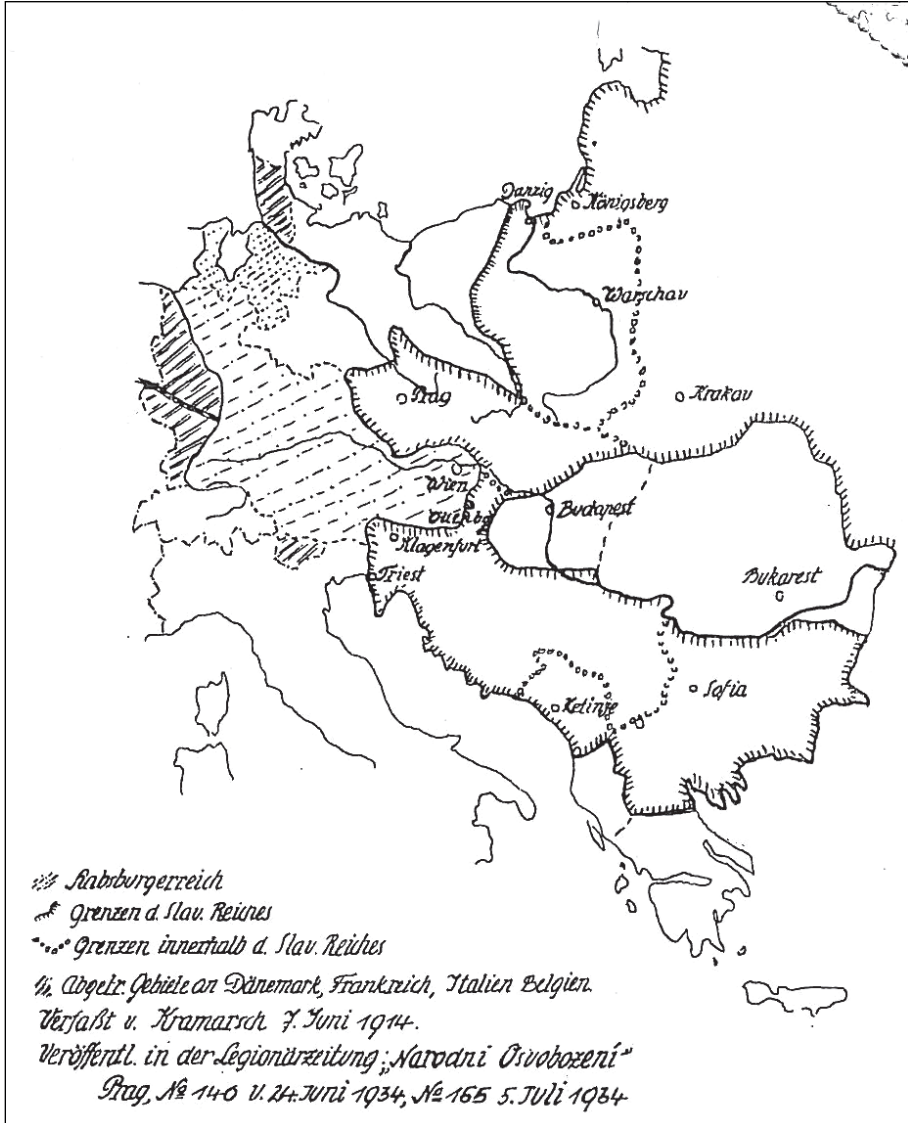 Danzig
Königsberg
Warschau
Krakau
Prag
Wien
Budapest
Klagenfurt
Triest
Bukarest
Sofia
Ketinje
Habsburgerreich
Grenzen d. Slav. Reiches
Grenzen innerhalb d. Slav. Reiches
Abgetr. Gebiete an Dänemark, Frankreich, Italien Belgien.
Verfaßt v. Kramarsch 7. Juni 1914.
Veröffentl. in der Legionärzeitung „Narodni Osvobození"
Prag, № 140 v. 24. Juni 1934, № 165 5. Juli 1934